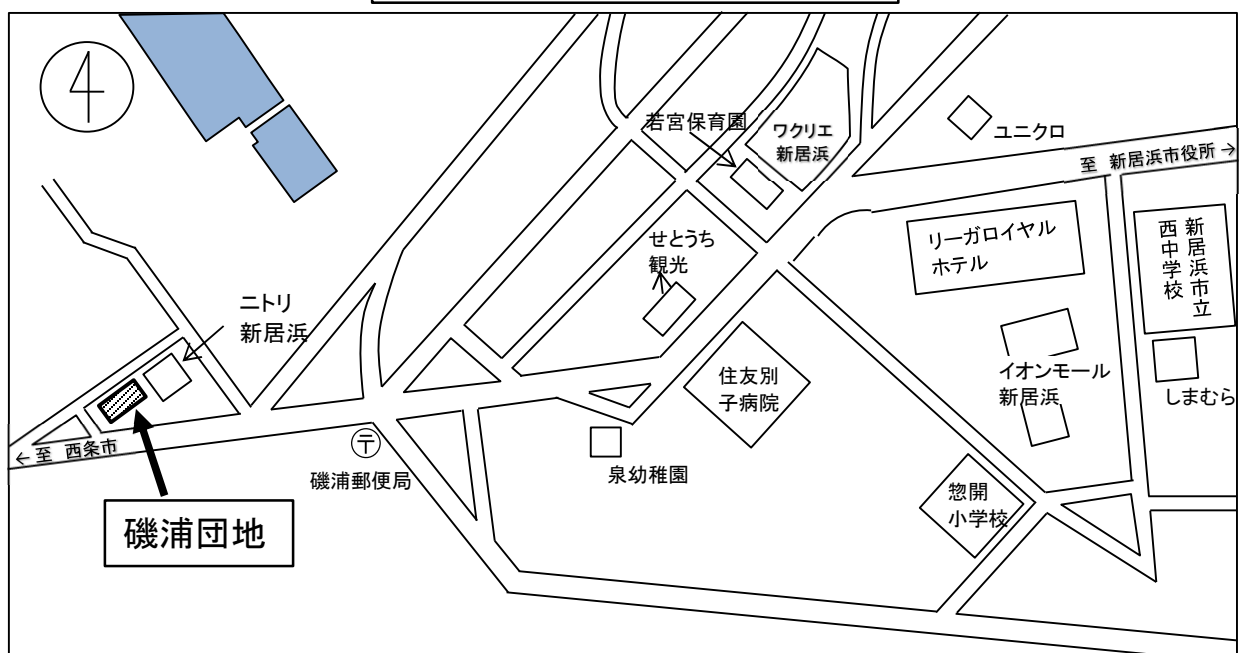 若宮保育園
ワクリエ
新居浜
ユニクロ
至 新居浜市役所→
せとうち
観光
リーガロイヤル
ホテル
新居浜市立
西中学校
ニトリ
新居浜
住友別
子病院
イオンモール
新居浜
しまむら
←至 西条市
〒
磯浦郵便局
泉幼稚園
惣開
小学校
磯浦団地